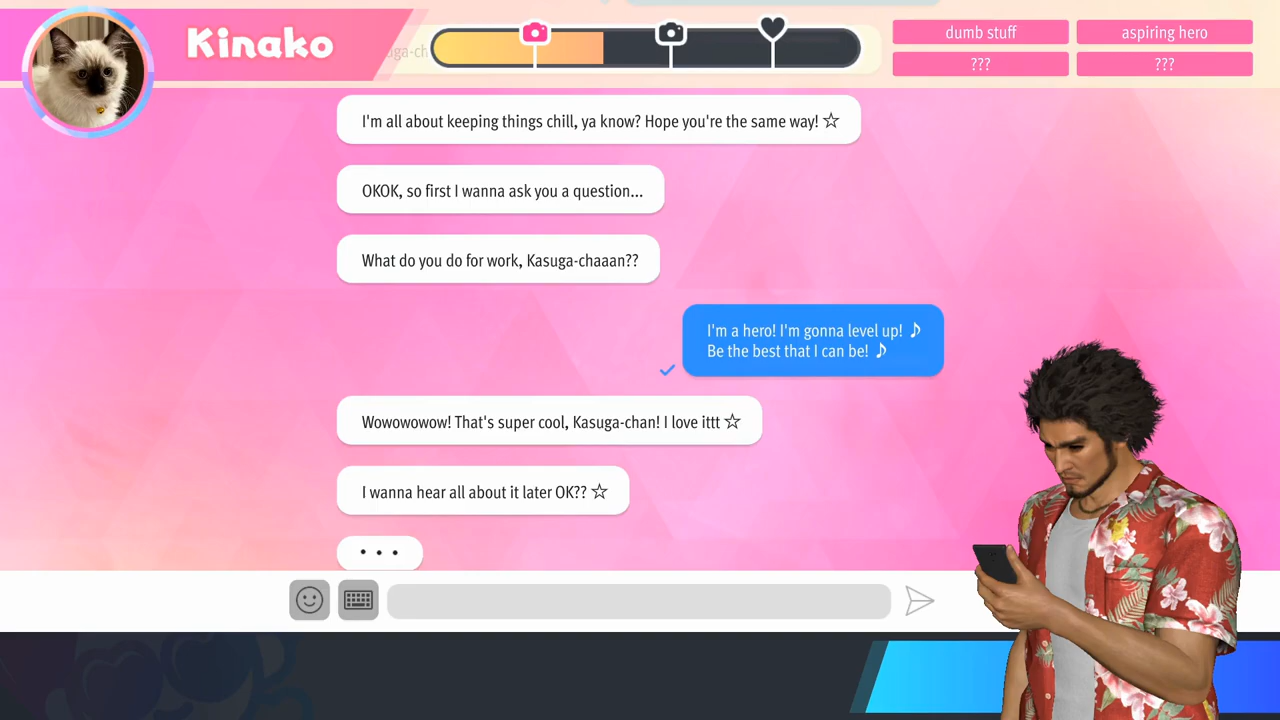 Kinako
dumb stuff
aspiring hero
???
???
I'm all about keeping things chill, ya know? Hope you're the same way! ☆
OKOK, so first I wanna ask you a question...
What do you do for work, Kasuga-chaaan??
I'm a hero! I'm gonna level up! ♪
Be the best that I can be! ♪
Wowowowow! That's super cool, Kasuga-chan! I love ittt ☆
I wanna hear all about it later OK?? ☆
• • •